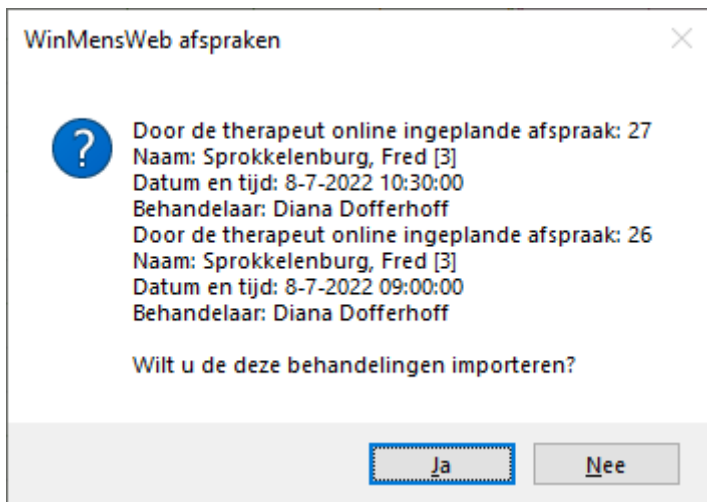 WinMensWeb afspraken
Door de therapeut online ingeplande afspraak: 27
Naam: Sprokkelenburg, Fred [3]
Datum en tijd: 8-7-2022 10:30:00
Behandelaar: Diana Dofferhoff
Door de therapeut online ingeplande afspraak: 26
Naam: Sprokkelenburg, Fred [3]
Datum en tijd: 8-7-2022 09:00:00
Behandelaar: Diana Dofferhoff
Wilt u de deze behandelingen importeren?
Ja
Nee